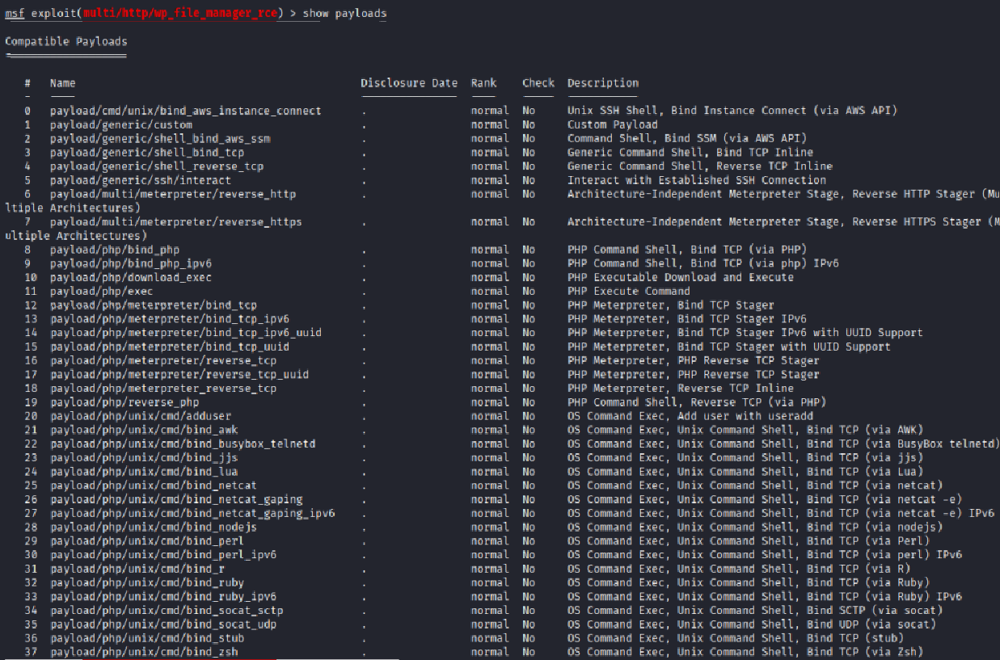 msf exploit(multi/http/wp_file_manager_rce) > show payloads
Compatible Payloads
# Name Disclosure Date Rank Check Description
0 payload/cmd/unix/bind_aws_instance_connect . normal No Unix SSH Shell, Bind Instance Connect (via AWS API)
1 payload/generic/custom . normal No Custom Payload
2 payload/generic/shell_bind_aws_ssm . normal No Command Shell, Bind SSM (via AWS API)
3 payload/generic/shell_bind_tcp . normal No Generic Command Shell, Bind TCP Inline
4 payload/generic/shell_reverse_tcp . normal No Generic Command Shell, Reverse TCP Inline
5 payload/generic/ssh/interact . normal No Interact with Established SSH Connection
6 payload/multi/meterpreter/reverse_http . normal No Architecture-Independent Meterpreter Stage, Reverse HTTP Stager (Mu
ltiple Architectures)
7 payload/multi/meterpreter/reverse_https . normal No Architecture-Independent Meterpreter Stage, Reverse HTTPS Stager (M
ultiple Architectures)
8 payload/php/bind_php . normal No PHP Command Shell, Bind TCP (via PHP)
9 payload/php/bind_php_ipv6 . normal No PHP Command Shell, Bind TCP (via php) IPv6
10 payload/php/download_exec . normal No PHP Executable Download and Execute
11 payload/php/exec . normal No PHP Execute Command
12 payload/php/meterpreter/bind_tcp . normal No PHP Meterpreter, Bind TCP Stager
13 payload/php/meterpreter/bind_tcp_ipv6 . normal No PHP Meterpreter, Bind TCP Stager IPv6
14 payload/php/meterpreter/bind_tcp_ipv6_uuid . normal No PHP Meterpreter, Bind TCP Stager IPv6 with UUID Support
15 payload/php/meterpreter/bind_tcp_uuid . normal No PHP Meterpreter, Bind TCP Stager with UUID Support
16 payload/php/meterpreter/reverse_tcp . normal No PHP Meterpreter, PHP Reverse TCP Stager
17 payload/php/meterpreter/reverse_tcp_uuid . normal No PHP Meterpreter, PHP Reverse TCP Stager
18 payload/php/meterpreter_reverse_tcp . normal No PHP Meterpreter, Reverse TCP Inline
19 payload/php/reverse_php . normal No PHP Command Shell, Reverse TCP (via PHP)
20 payload/php/unix/cmd/adduser . normal No OS Command Exec, Add user with useradd
21 payload/php/unix/cmd/bind_awk . normal No OS Command Exec, Unix Command Shell, Bind TCP (via AWK)
22 payload/php/unix/cmd/bind_busybox_telnetd . normal No OS Command Exec, Unix Command Shell, Bind TCP (via BusyBox telnetd)
23 payload/php/unix/cmd/bind_jjs . normal No OS Command Exec, Unix Command Shell, Bind TCP (via jjs)
24 payload/php/unix/cmd/bind_lua . normal No OS Command Exec, Unix Command Shell, Bind TCP (via Lua)
25 payload/php/unix/cmd/bind_netcat . normal No OS Command Exec, Unix Command Shell, Bind TCP (via netcat)
26 payload/php/unix/cmd/bind_netcat_gaping . normal No OS Command Exec, Unix Command Shell, Bind TCP (via netcat -e)
27 payload/php/unix/cmd/bind_netcat_gaping_ipv6 . normal No OS Command Exec, Unix Command Shell, Bind TCP (via netcat -e) IPv6
28 payload/php/unix/cmd/bind_nodejs . normal No OS Command Exec, Unix Command Shell, Bind TCP (via nodejs)
29 payload/php/unix/cmd/bind_perl . normal No OS Command Exec, Unix Command Shell, Bind TCP (via Perl)
30 payload/php/unix/cmd/bind_perl_ipv6 . normal No OS Command Exec, Unix Command Shell, Bind TCP (via perl) IPv6
31 payload/php/unix/cmd/bind_r . normal No OS Command Exec, Unix Command Shell, Bind TCP (via R)
32 payload/php/unix/cmd/bind_ruby . normal No OS Command Exec, Unix Command Shell, Bind TCP (via Ruby)
33 payload/php/unix/cmd/bind_ruby_ipv6 . normal No OS Command Exec, Unix Command Shell, Bind TCP (via Ruby) IPv6
34 payload/php/unix/cmd/bind_socat_sctp . normal No OS Command Exec, Unix Command Shell, Bind SCTP (via socat)
35 payload/php/unix/cmd/bind_socat_udp . normal No OS Command Exec, Unix Command Shell, Bind UDP (via socat)
36 payload/php/unix/cmd/bind_stub . normal No OS Command Exec, Unix Command Shell, Bind TCP (stub)
37 payload/php/unix/cmd/bind_zsh . normal No OS Command Exec, Unix Command Shell, Bind TCP (via Zsh)